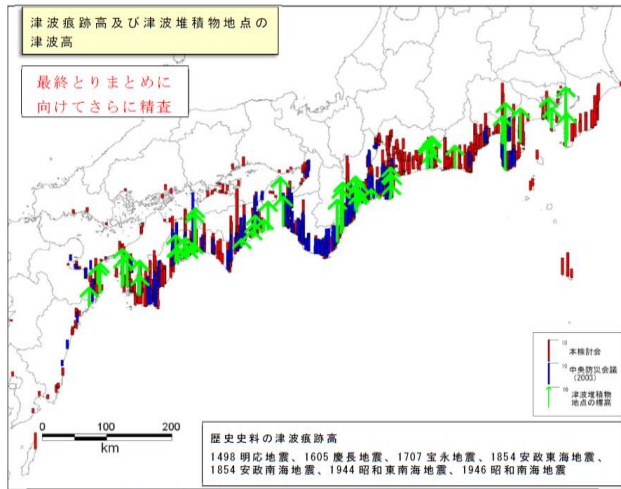 津波痕跡高及び津波堆積物地点の
津波高
最終とりまとめに
向けてさらに精査
10
本検討会
10
中央防災会議
(2003)
津波堆積物
地点の標高
0 100 200
km
歴史史料の津波痕跡高
1498 明応地震、1605 慶長地震、1707 宝永地震、1854 安政東海地震、
1854 安政南海地震、1944 昭和東南海地震、1946 昭和南海地震